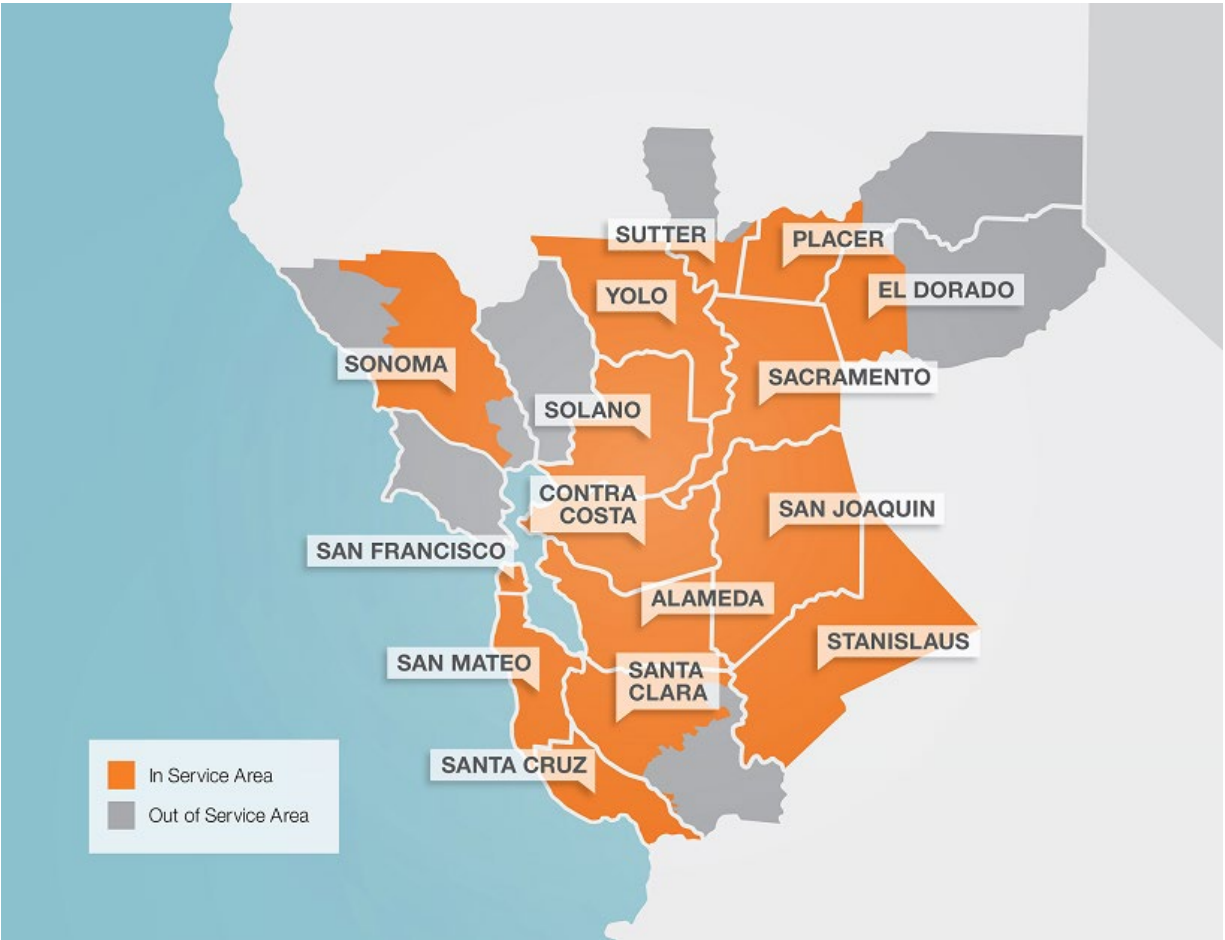 SUTTER
PLACER
YOLO
EL DORADO
SONOMA
SACRAMENTO
SOLANO
CONTRA
COSTA
SAN JOAQUIN
SAN FRANCISCO
ALAMEDA
STANISLAUS
SAN MATEO
SANTA
CLARA
SANTA CRUZ
In Service Area
Out of Service Area